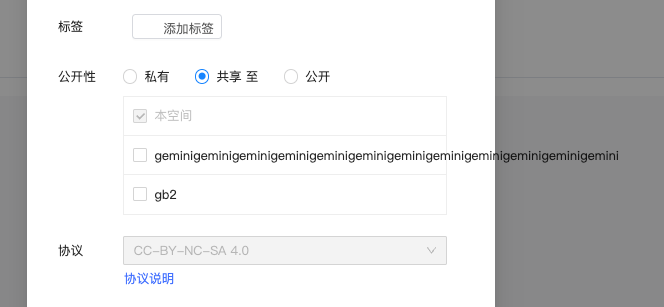 标签 添加标签
公开性 私有 共享 至 公开
本空间
geminigeminigeminigeminigeminigeminigeminigeminigeminigeminigeminigemini
gb2
协议 CC-BY-NC-SA 4.0
协议说明